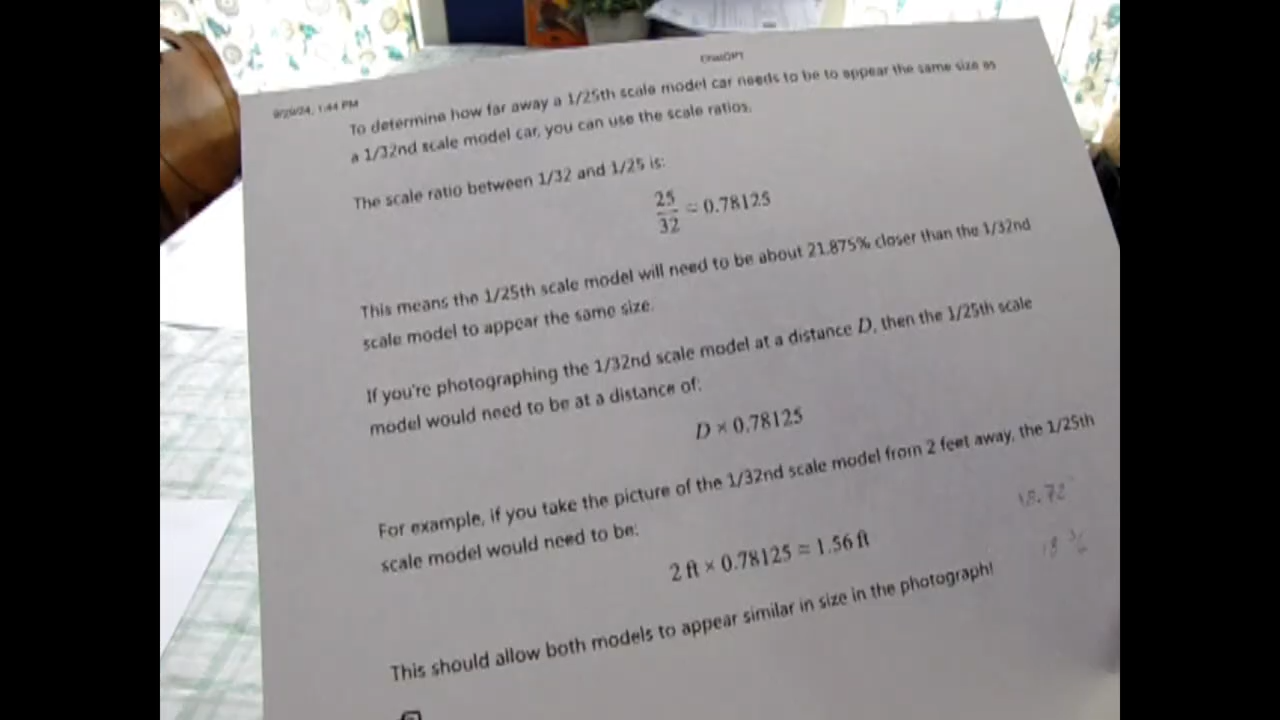 ChatGPT
9/29/24, 1:44 PM
To determine how far away a 1/25th scale model car needs to be to appear the same size as
a 1/32nd scale model car, you can use the scale ratios.
The scale ratio between 1/32 and 1/25 is:
25/32 = 0.78125
This means the 1/25th scale model will need to be about 21.875% closer than the 1/32nd
scale model to appear the same size.
If you're photographing the 1/32nd scale model at a distance D, then the 1/25th scale
model would need to be at a distance of:
D × 0.78125
For example, if you take the picture of the 1/32nd scale model from 2 feet away, the 1/25th
scale model would need to be:
18.72
2 ft × 0.78125 = 1.56 ft
This should allow both models to appear similar in size in the photograph!